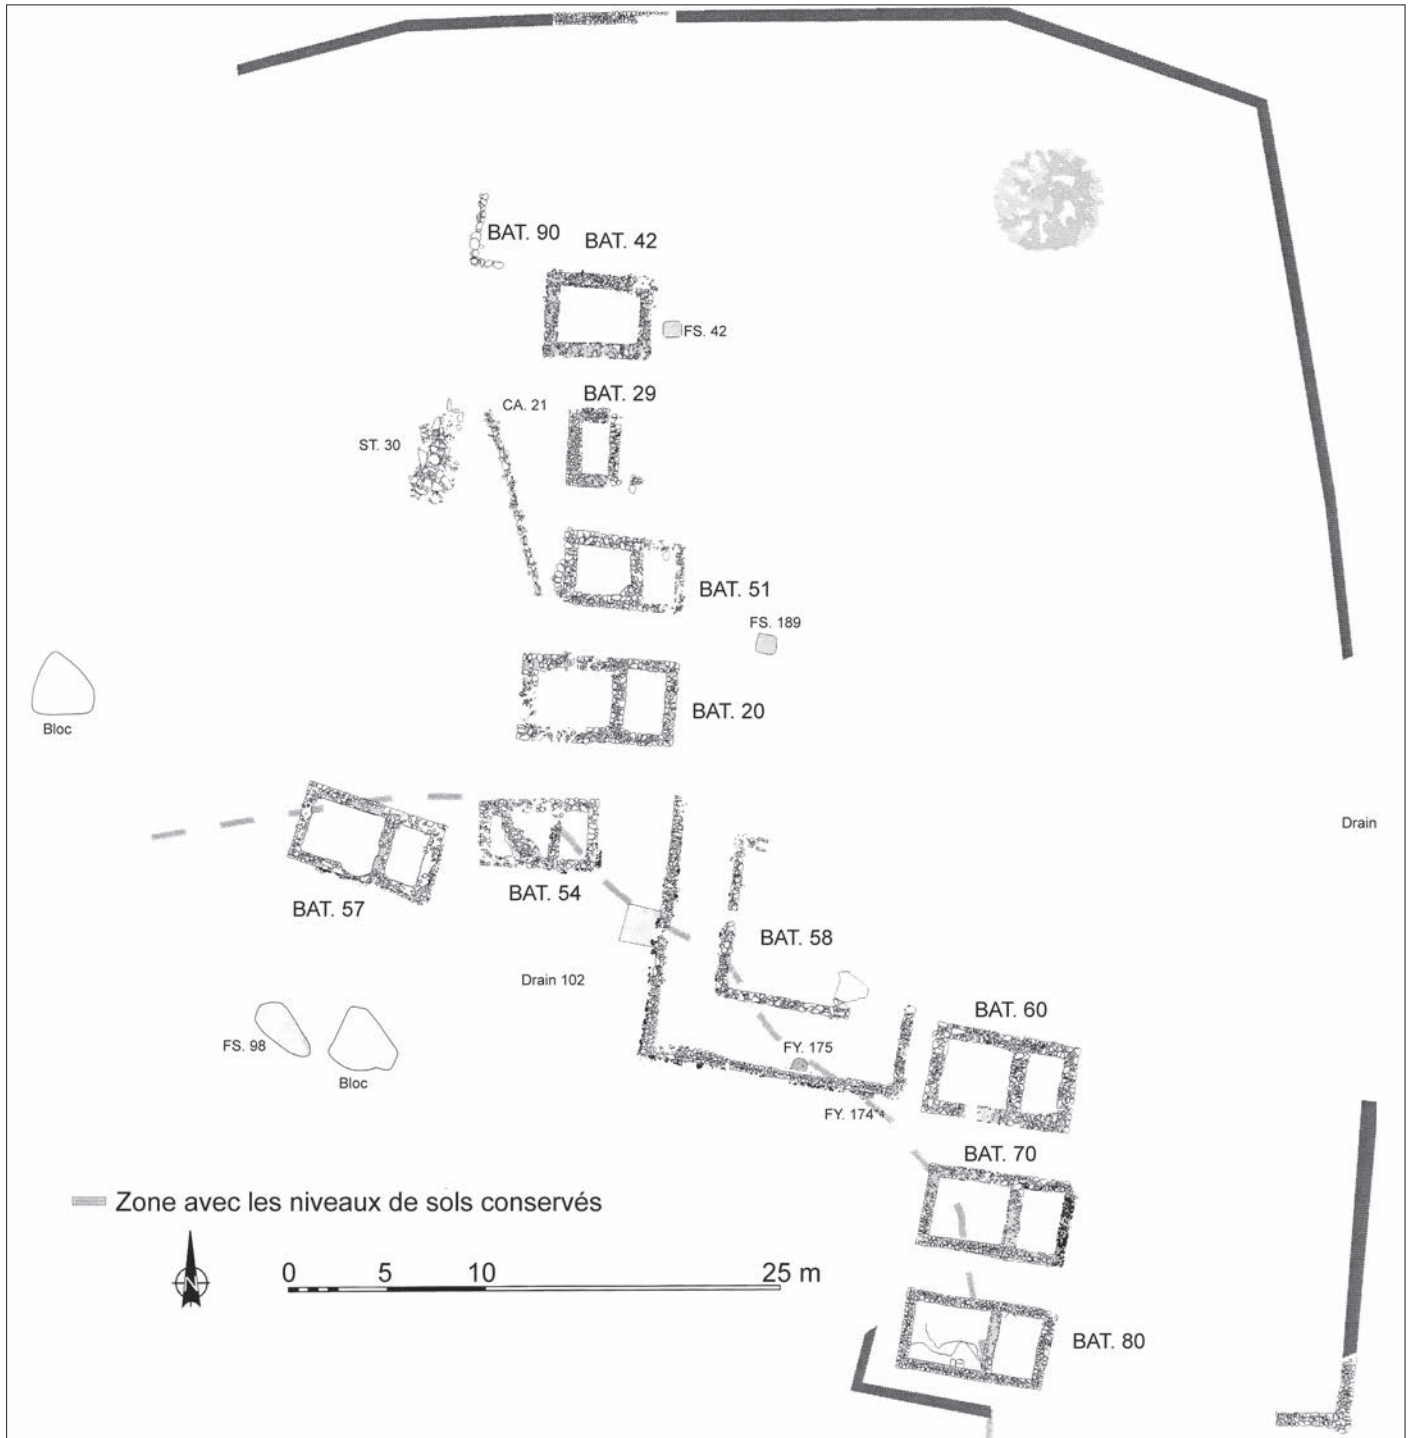 BAT. 90
BAT. 42
FS. 42
BAT. 29
CA. 21
ST. 30
BAT. 51
FS. 189
BAT. 20
Bloc
Drain
BAT. 57
BAT. 54
BAT. 58
Drain 102
BAT. 60
FS. 98
Bloc
FY. 175
FY. 174
BAT. 70
Zone avec les niveaux de sols conservés
N
0 5 10 25 m
BAT. 80